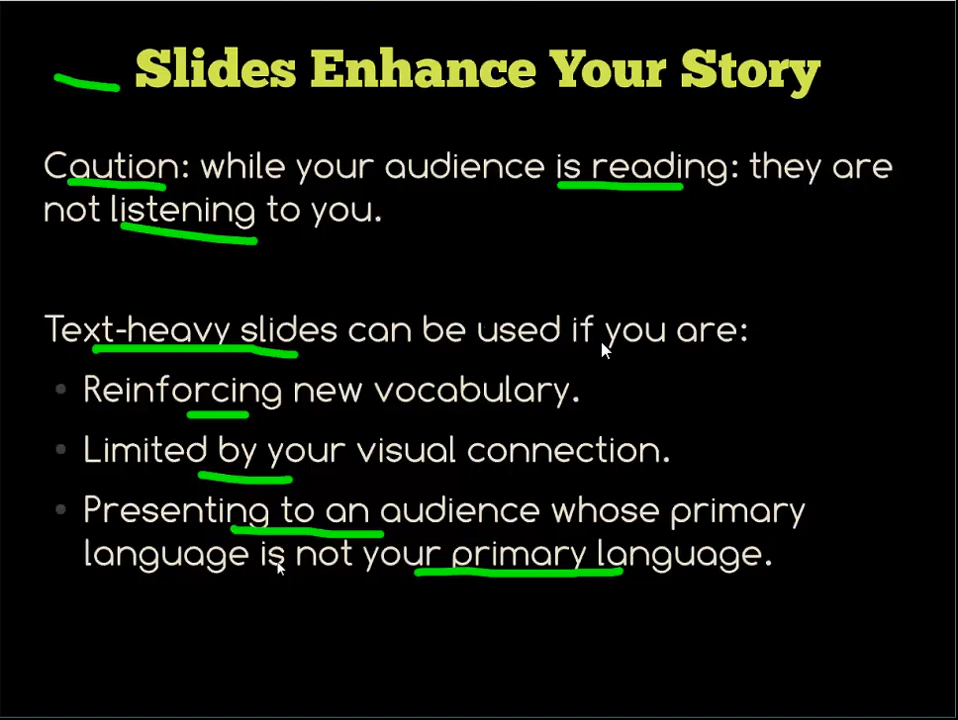 Slides Enhance Your Story
Caution: while your audience is reading: they are
not listening to you.
Text-heavy slides can be used if you are:
• Reinforcing new vocabulary.
• Limited by your visual connection.
• Presenting to an audience whose primary
language is not your primary language.